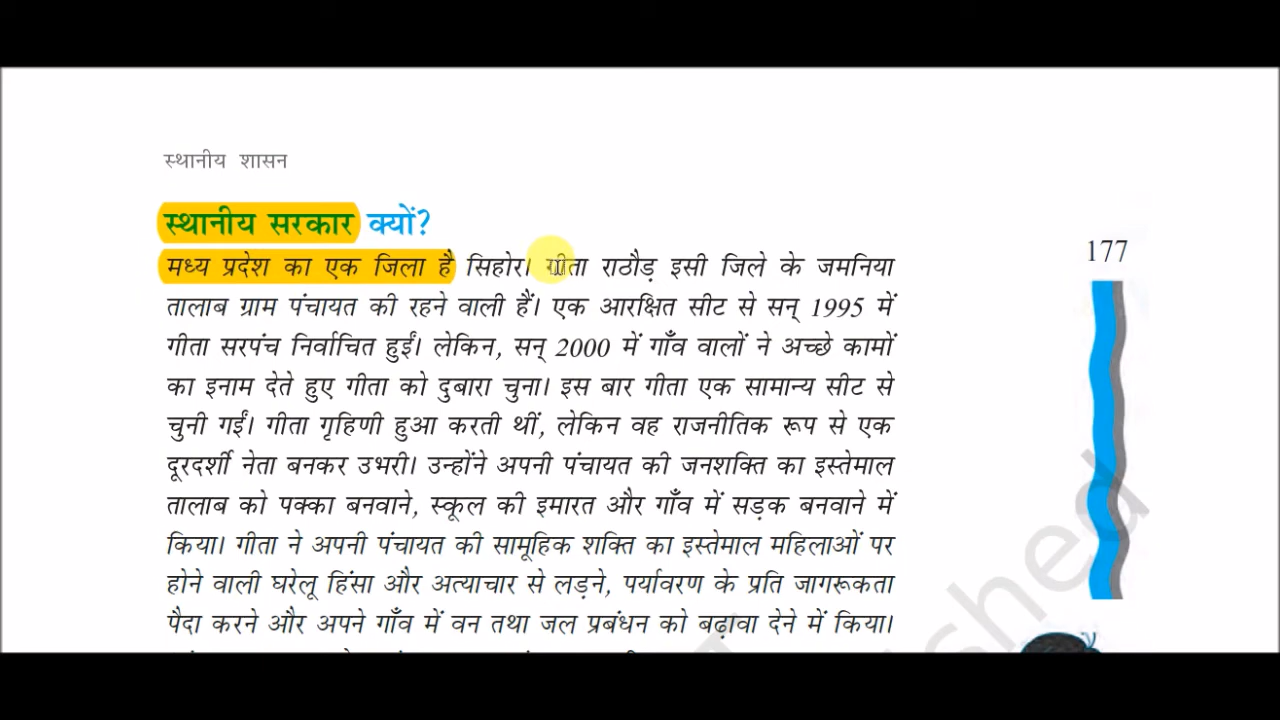 स्थानीय शासन
स्थानीय सरकार क्यों?
177
मध्य प्रदेश का एक जिला है सिहोर। गीता राठौड़ इसी जिले के जमनिया
तालाब ग्राम पंचायत की रहने वाली हैं। एक आरक्षित सीट से सन् 1995 में
गीता सरपंच निर्वाचित हुईं। लेकिन, सन् 2000 में गाँव वालों ने अच्छे कामों
का इनाम देते हुए गीता को दुबारा चुना। इस बार गीता एक सामान्य सीट से
चुनी गईं। गीता गृहिणी हुआ करती थीं, लेकिन वह राजनीतिक रूप से एक
दूरदर्शी नेता बनकर उभरी। उन्होंने अपनी पंचायत की जनशक्ति का इस्तेमाल
तालाब को पक्का बनवाने, स्कूल की इमारत और गाँव में सड़क बनवाने में
किया। गीता ने अपनी पंचायत की सामूहिक शक्ति का इस्तेमाल महिलाओं पर
होने वाली घरेलू हिंसा और अत्याचार से लड़ने, पर्यावरण के प्रति जागरूकता
पैदा करने और अपने गाँव में वन तथा जल प्रबंधन को बढ़ावा देने में किया।